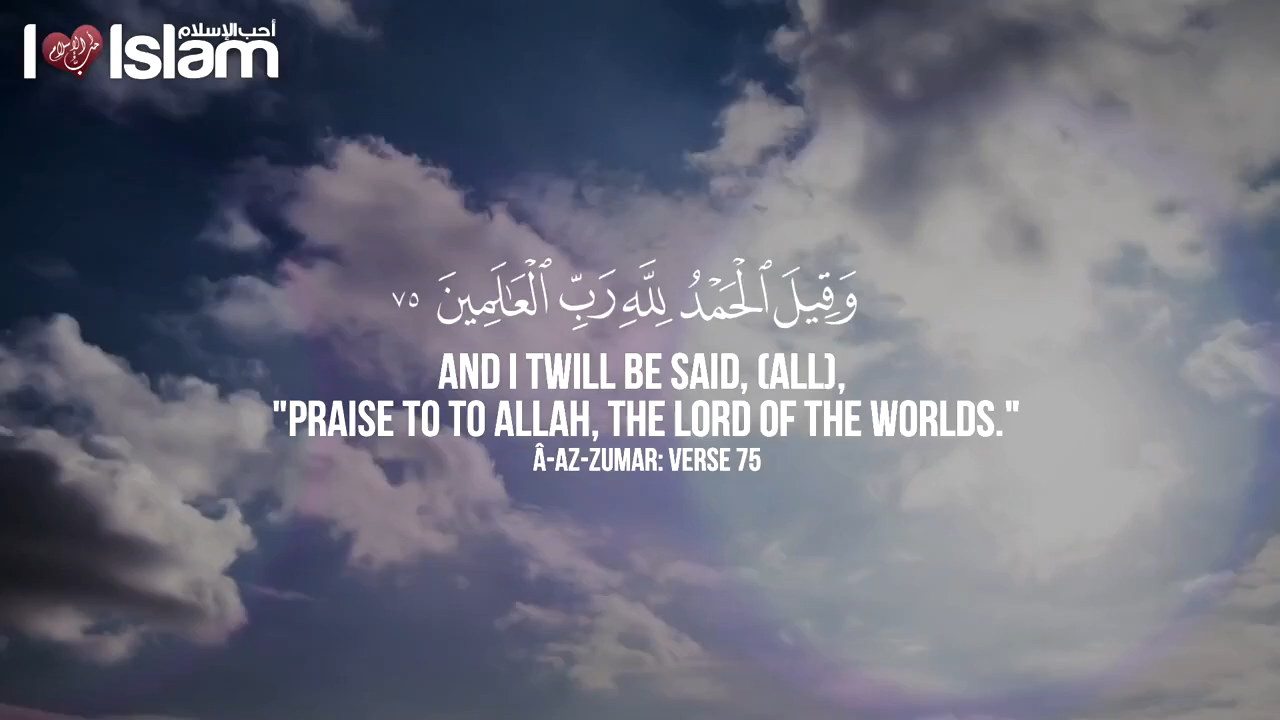 I Islam
أحب الإسلام
وَقِيلَ ٱلْحَمْدُ لِلَّهِ رَبِّ ٱلْعَٰلَمِينَ ٧٥
AND I TWILL BE SAID, (ALL),
"PRAISE TO TO ALLAH, THE LORD OF THE WORLDS."
Â-AZ-ZUMAR: VERSE 75